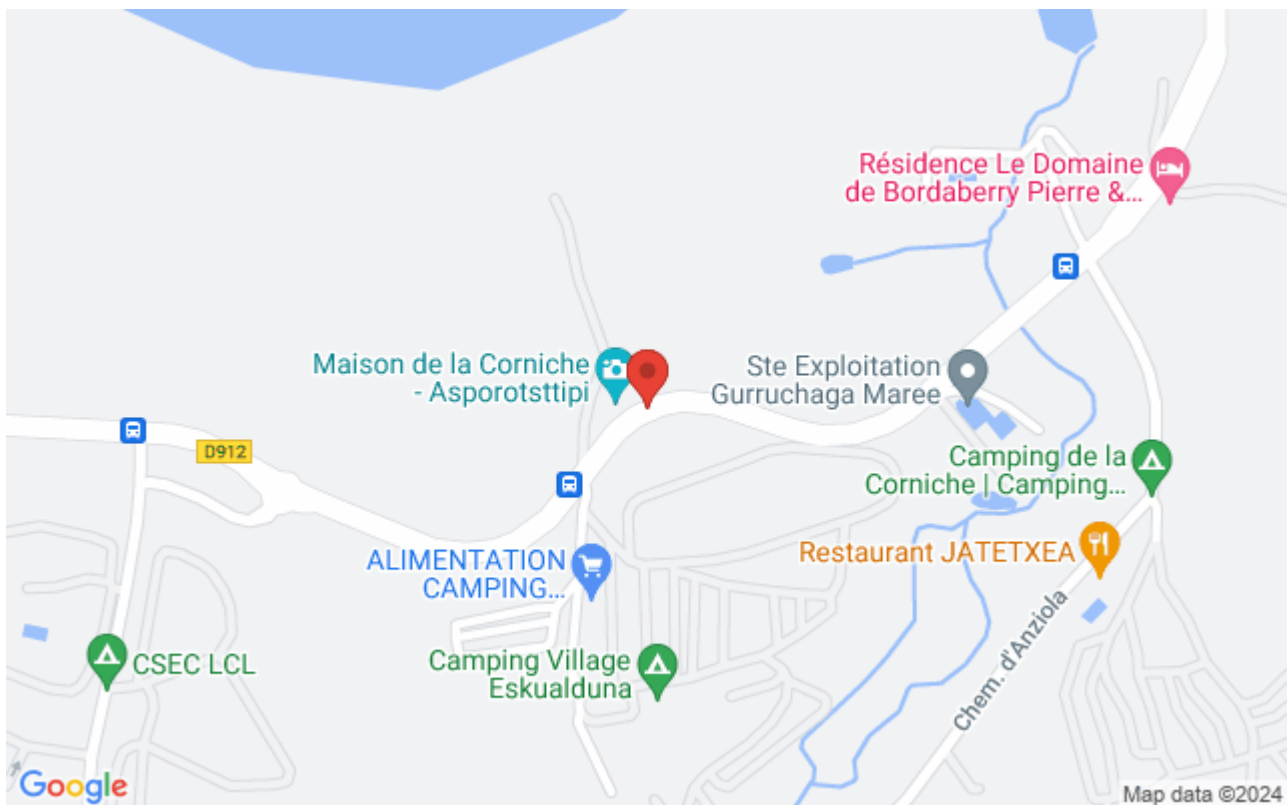 Résidence Le Domaine
de Bordaberry Pierre &...
Maison de la Corniche
- Asporotsttipi
Ste Exploitation
Gurruchaga Maree
D912
Camping de la
Corniche | Camping...
Restaurant JATETXEA
ALIMENTATION
CAMPING...
Chem. d'Anziola
CSEC LCL
Camping Village
Eskualduna
Google
Map data ©2024